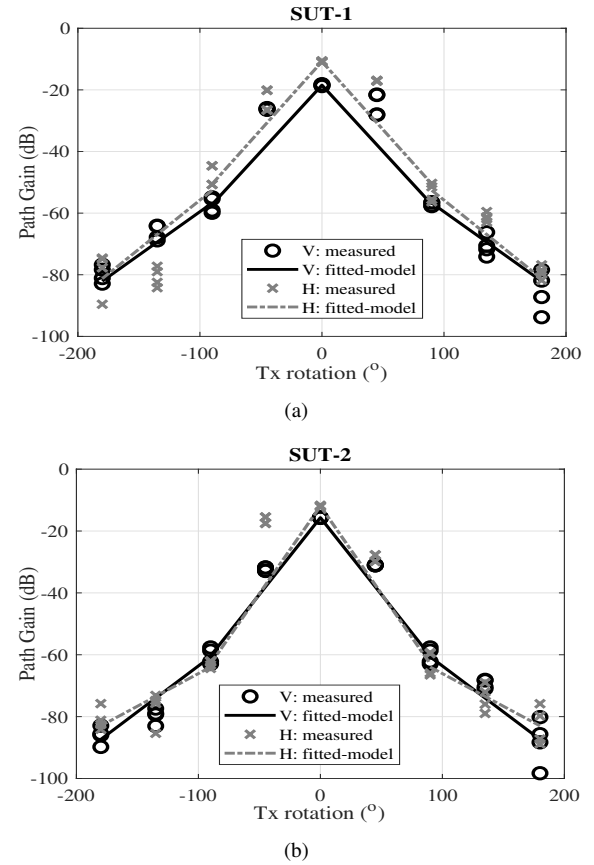 SUT-1
0
-20
-40
-60
-80
-100
Path Gain (dB)
V: measured
V: fitted-model
H: measured
H: fitted-model
-200 -100 0 100 200
Tx rotation (°)
(a)
SUT-2
0
-20
-40
-60
-80
-100
Path Gain (dB)
V: measured
V: fitted-model
H: measured
H: fitted-model
-200 -100 0 100 200
Tx rotation (°)
(b)